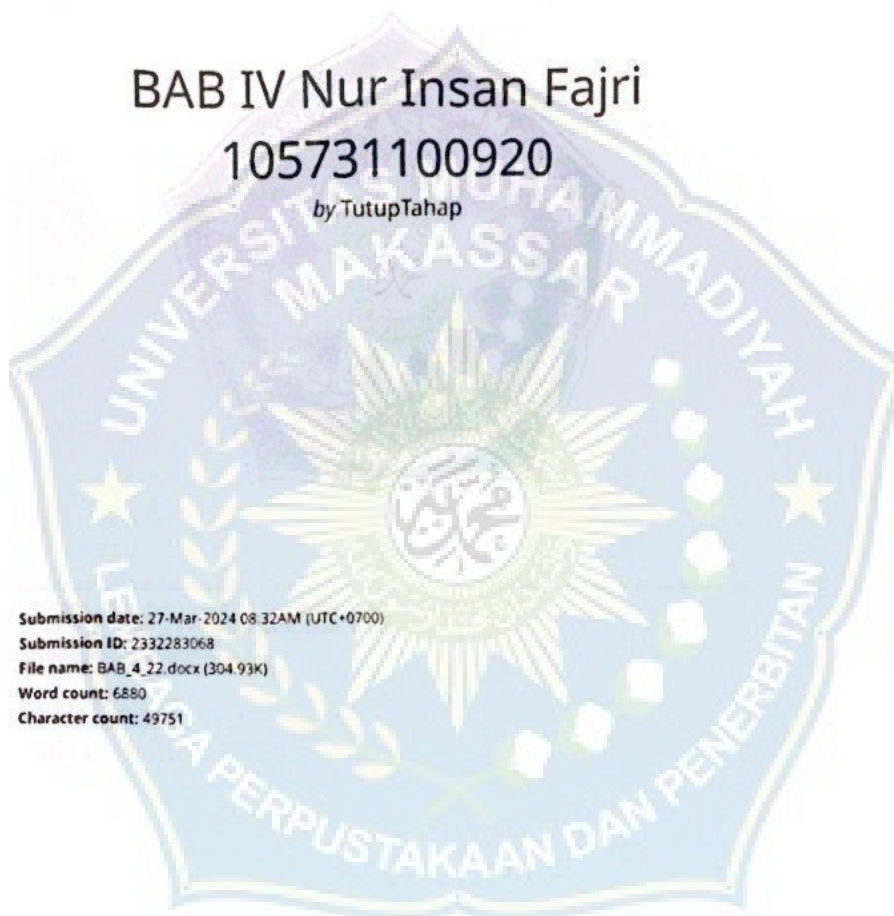 BAB IV Nur Insan Fajri
105731100920
by TutupTahap
UNIVERSITAS MUHAMMADIYAH
MAKASSAR
محمد
Submission date: 27-Mar-2024 08:32AM (UTC+0700)
Submission ID: 2332283068
File name: BAB_4_22.docx (304.93K)
Word count: 6880
Character count: 49751
LEMBAGA PERPUSTAKAAN DAN PENERBITAN